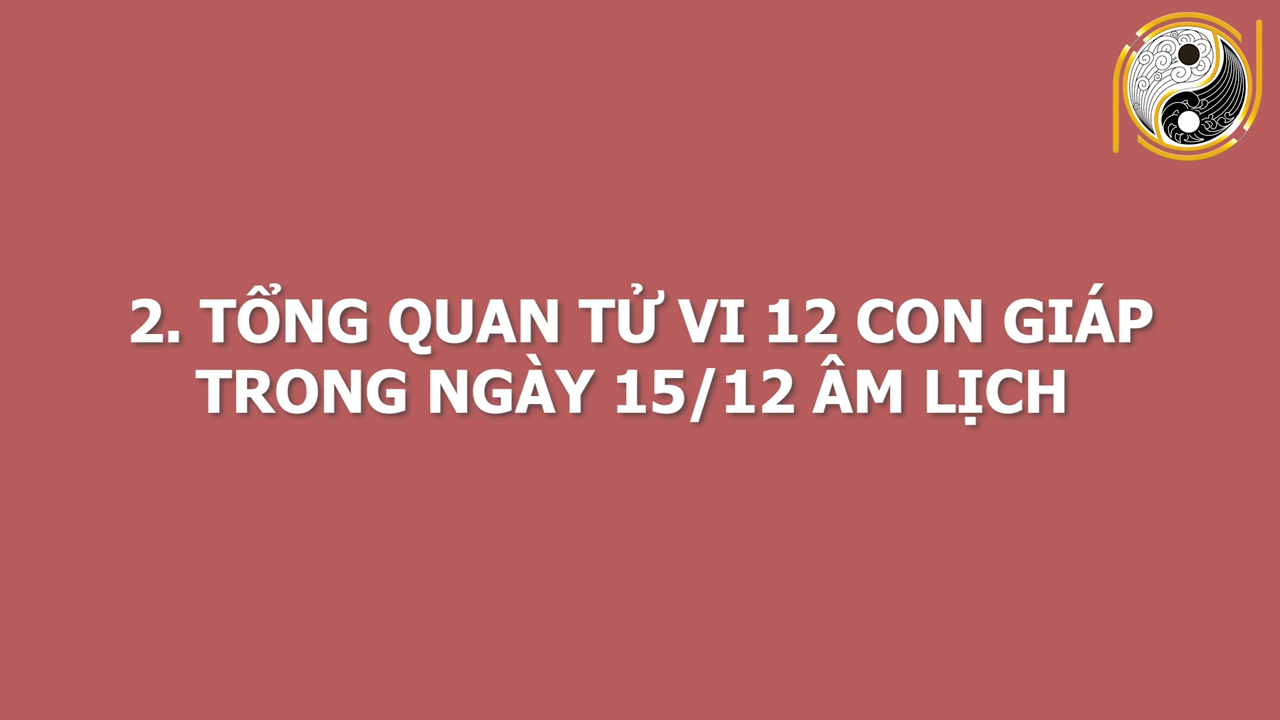 2. TỔNG QUAN TỬ VI 12 CON GIÁP
TRONG NGÀY 15/12 ÂM LỊCH